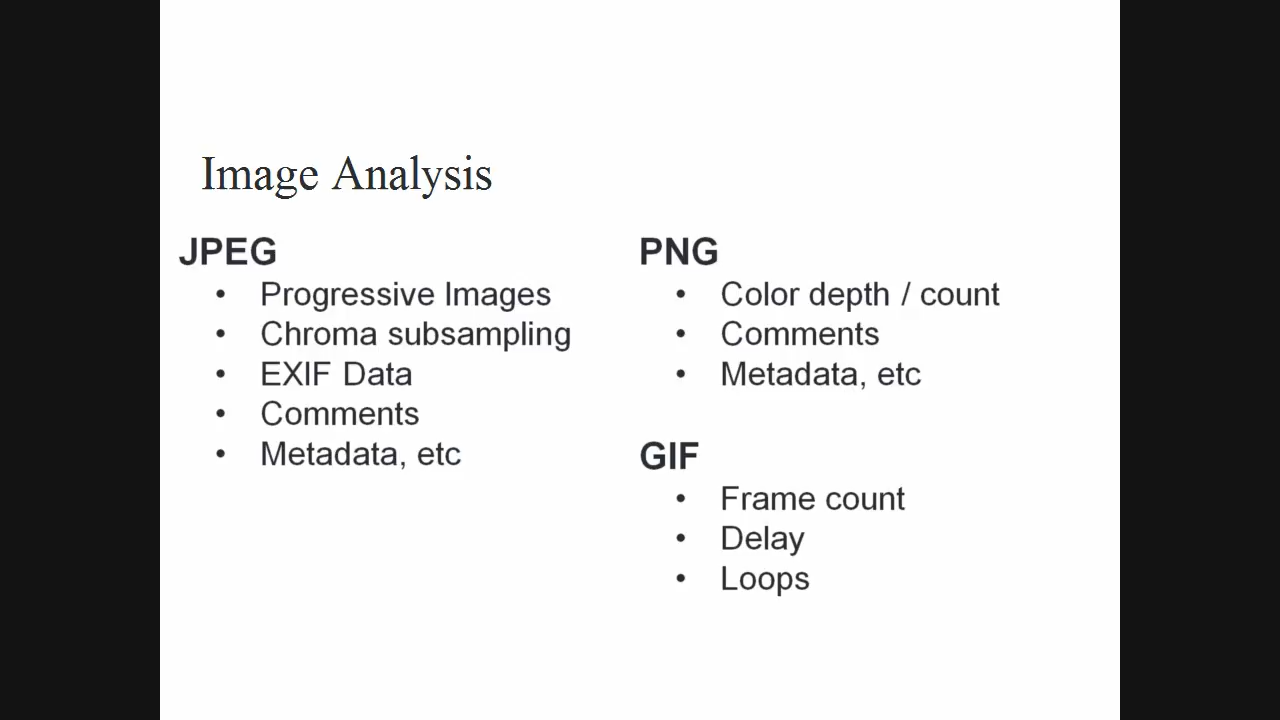 Image Analysis
JPEG
• Progressive Images
• Chroma subsampling
• EXIF Data
• Comments
• Metadata, etc
PNG
• Color depth / count
• Comments
• Metadata, etc
GIF
• Frame count
• Delay
• Loops